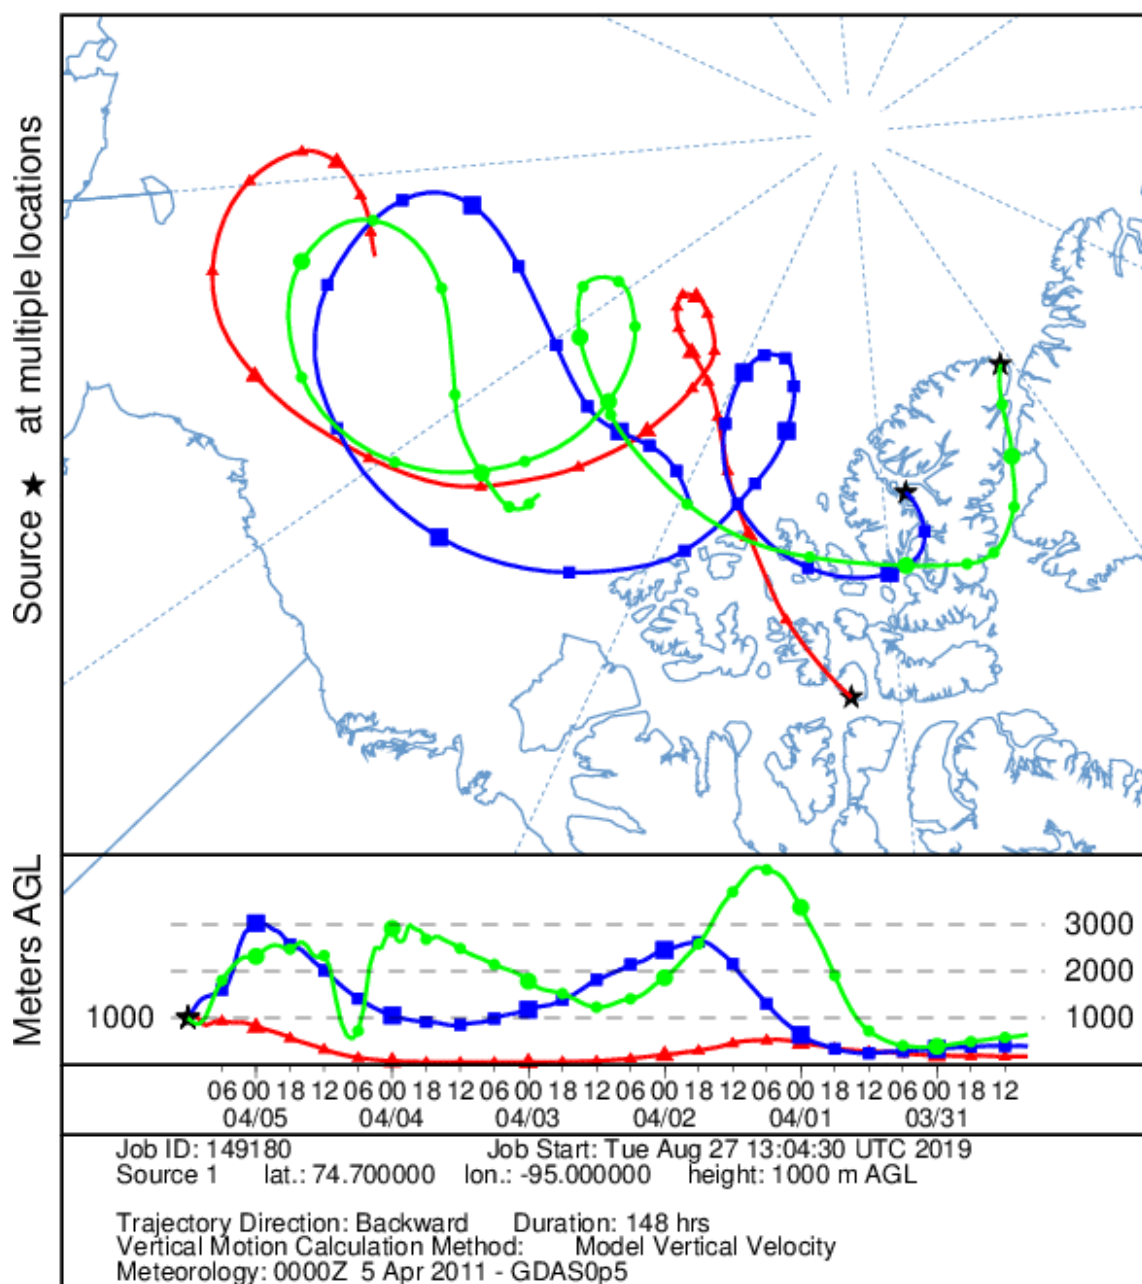 Source ★ at multiple locations
Meters AGL
3000
2000
1000 1000
06 00 18 12 06 00 18 12 06 00 18 12 06 00 18 12 06 00 18 12 06 00 18 12
04/05 04/04 04/03 04/02 04/01 03/31
Job ID: 149180 Job Start: Tue Aug 27 13:04:30 UTC 2019
Source 1 lat.: 74.700000 lon.: -95.000000 height: 1000 m AGL
Trajectory Direction: Backward Duration: 148 hrs
Vertical Motion Calculation Method: Model Vertical Velocity
Meteorology: 0000Z 5 Apr 2011 - GDAS0p5